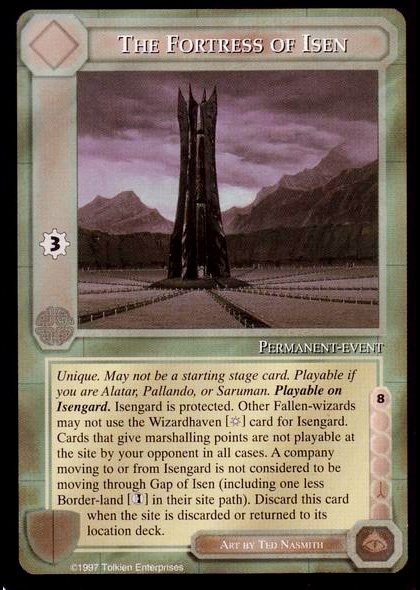 THE FORTRESS OF ISEN
3
PERMANENT-EVENT
Unique. May not be a starting stage card. Playable if
you are Alatar, Pallando, or Saruman. Playable on
Isengard. Isengard is protected. Other Fallen-wizards
may not use the Wizardhaven [☼] card for Isengard.
Cards that give marshalling points are not playable
at the site by your opponent in all cases. A company
moving to or from Isengard is not considered to be
moving through Gap of Isen (including one less
Border-land [] in their site path). Discard this card
when the site is discarded or returned to its
location deck.
8
ART BY TED NASMITH
©1997 Tolkien Enterprises